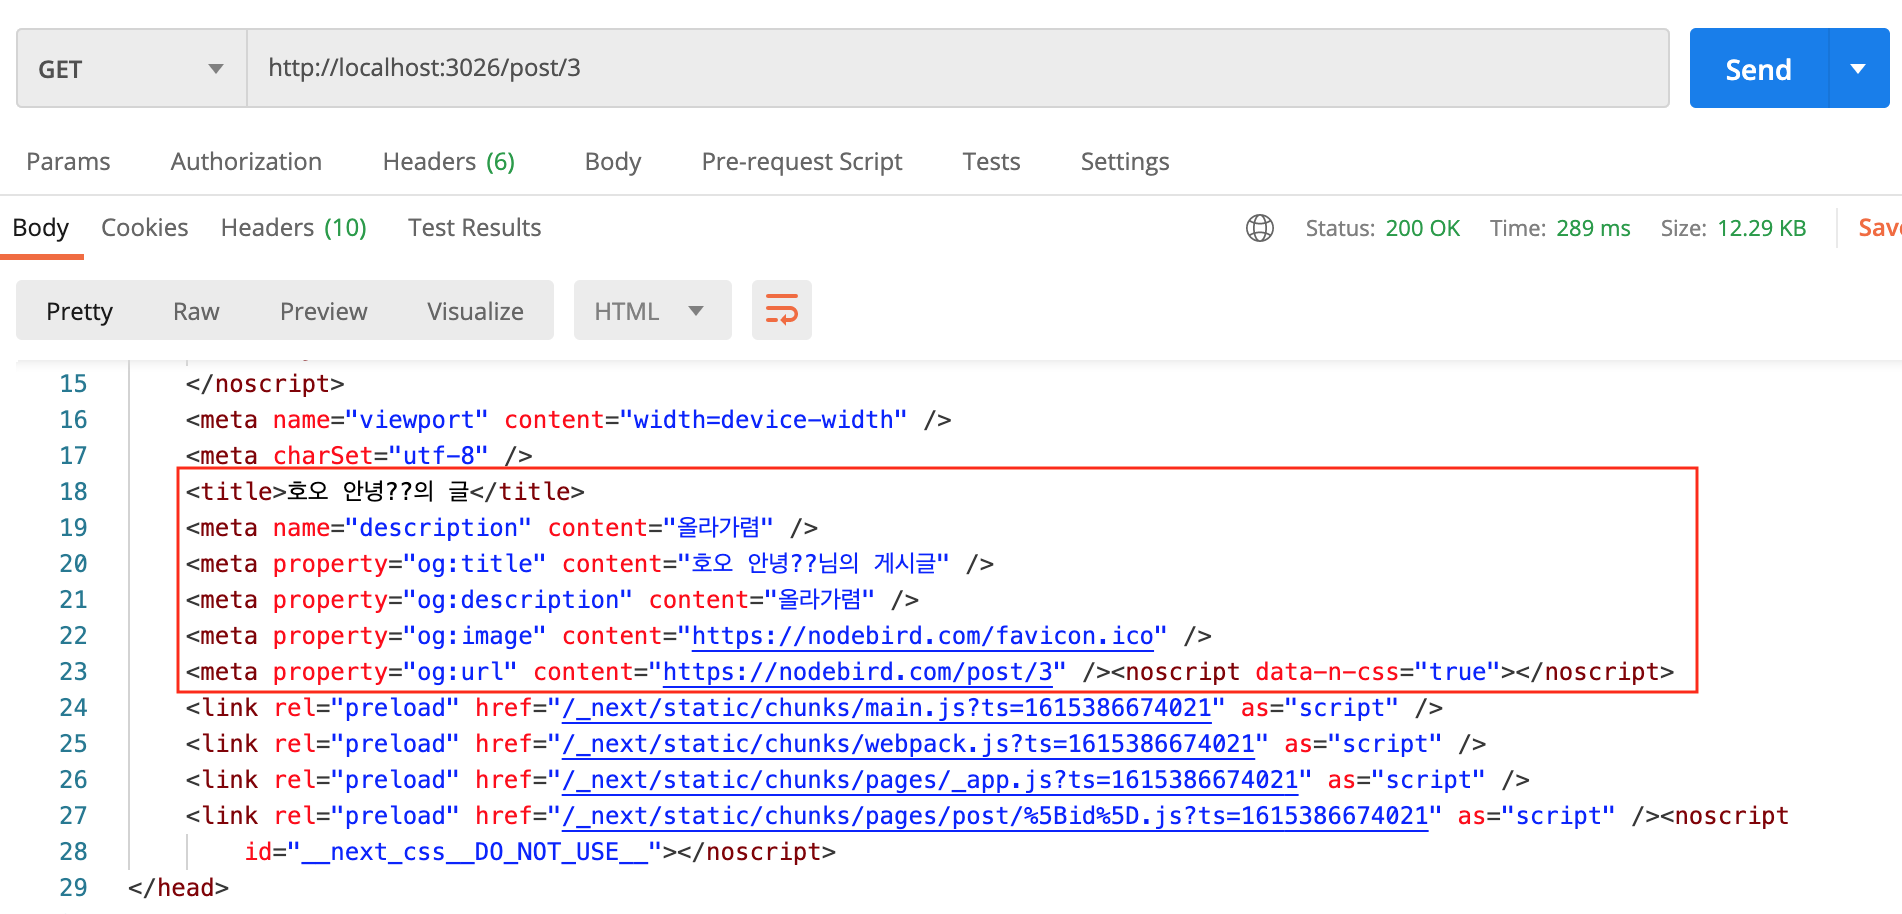 GET http://localhost:3026/post/3 Send
Params Authorization Headers (6) Body Pre-request Script Tests Settings
Body Cookies Headers (10) Test Results Status: 200 OK Time: 289 ms Size: 12.29 KB Save
Pretty Raw Preview Visualize HTML
15 </noscript>
16 <meta name="viewport" content="width=device-width" />
17 <meta charSet="utf-8" />
18 <title>호오 안녕??의 글</title>
19 <meta name="description" content="올라가렴" />
20 <meta property="og:title" content="호오 안녕??님의 게시글" />
21 <meta property="og:description" content="올라가렴" />
22 <meta property="og:image" content="https://nodebird.com/favicon.ico" />
23 <meta property="og:url" content="https://nodebird.com/post/3" /><noscript data-n-css="true"></noscript>
24 <link rel="preload" href="/_next/static/chunks/main.js?ts=1615386674021" as="script" />
25 <link rel="preload" href="/_next/static/chunks/webpack.js?ts=1615386674021" as="script" />
26 <link rel="preload" href="/_next/static/chunks/pages/_app.js?ts=1615386674021" as="script" />
27 <link rel="preload" href="/_next/static/chunks/pages/post/%5Bid%5D.js?ts=1615386674021" as="script" /><noscript
28 id="__next_css__DO_NOT_USE__"></noscript>
29 </head>